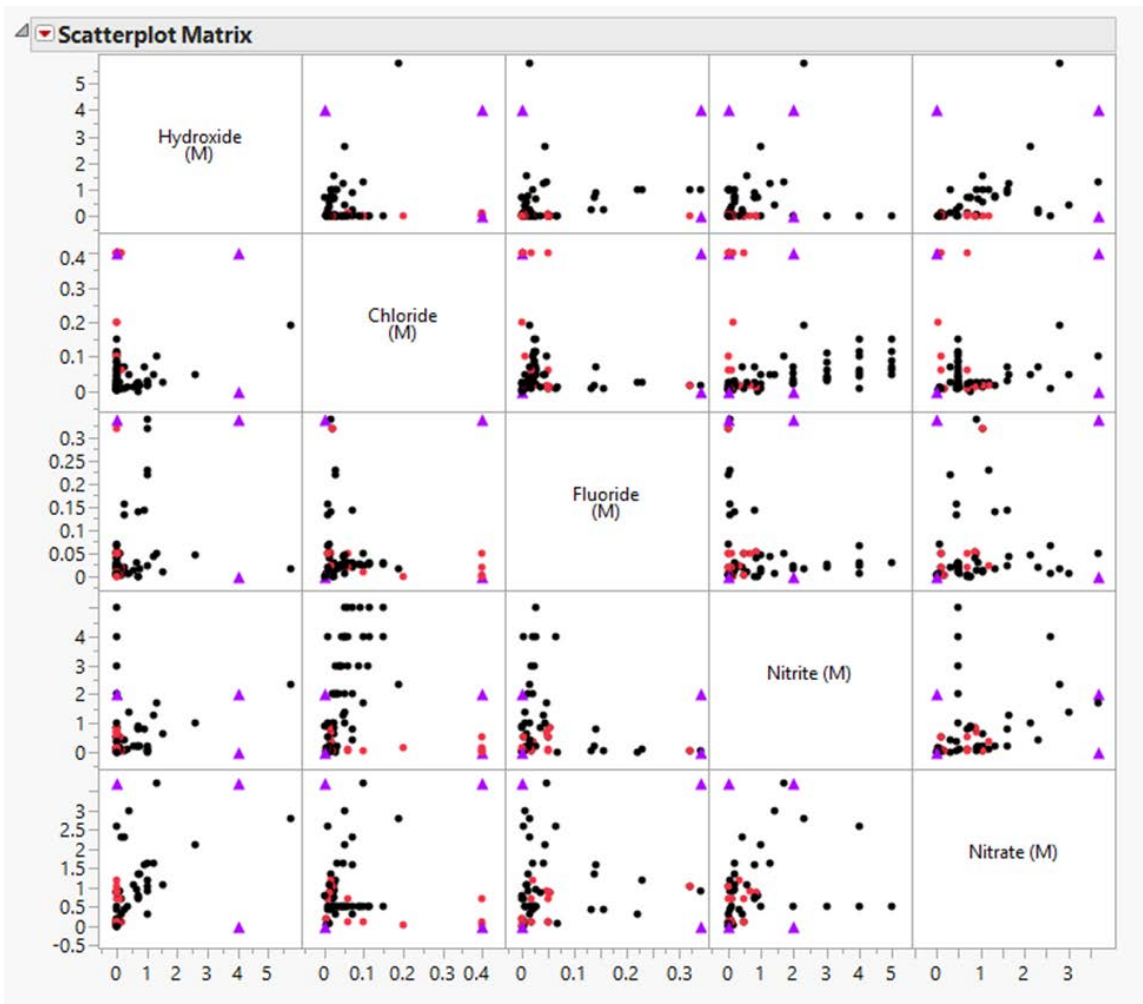 Scatterplot Matrix
5
4
3
2
1
0
Hydroxide
(M)
0.4
0.3
0.2
0.1
0
Chloride
(M)
0.3
0.25
0.2
0.15
0.1
0.05
0
Fluoride
(M)
4
3
2
1
0
Nitrite (M)
3
2.5
2
1.5
1
0.5
0
-0.5
Nitrate (M)
0 1 2 3 4 5
0 0.1 0.2 0.3 0.4
0 0.1 0.2 0.3
0 1 2 3 4 5
0 1 2 3